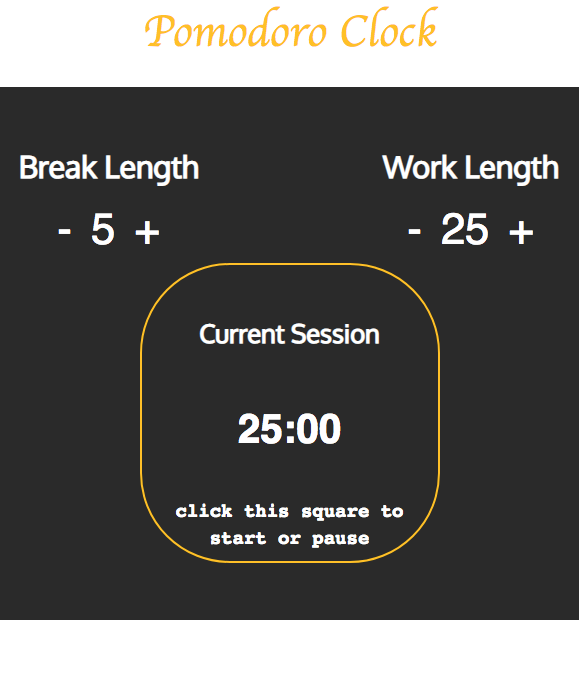 Pomodoro Clock
Break Length
Work Length
- 5 +
- 25 +
Current Session
25:00
click this square to
start or pause